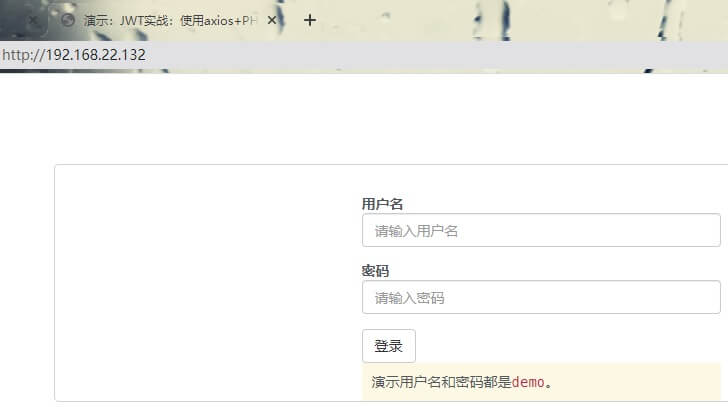 演示：JWT实战：使用axios+PH
http://192.168.22.132
用户名
请输入用户名
密码
请输入密码
登录
演示用户名和密码都是demo。